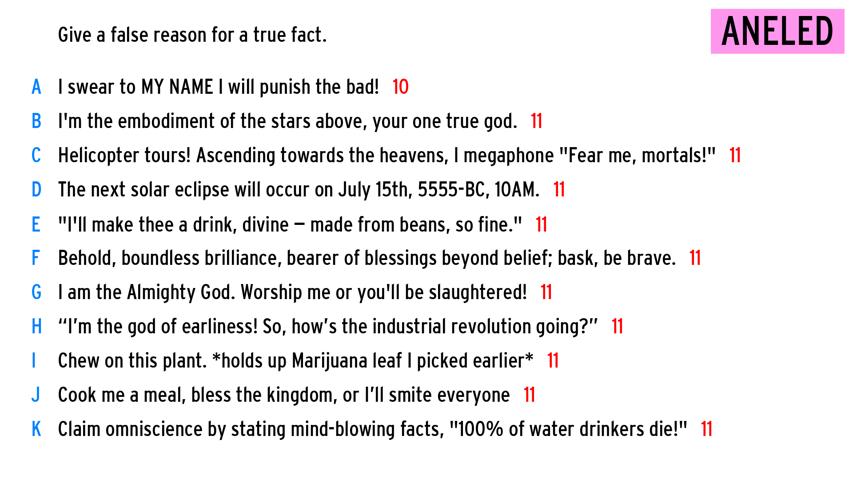 Give a false reason for a true fact.
ANELED
A I swear to MY NAME I will punish the bad! 10
B I'm the embodiment of the stars above, your one true god. 11
C Helicopter tours! Ascending towards the heavens, I megaphone "Fear me, mortals!" 11
D The next solar eclipse will occur on July 15th, 5555-BC, 10AM. 11
E "I'll make thee a drink, divine – made from beans, so fine." 11
F Behold, boundless brilliance, bearer of blessings beyond belief; bask, be brave. 11
G I am the Almighty God. Worship me or you'll be slaughtered! 11
H “I’m the god of earliness! So, how’s the industrial revolution going?” 11
I Chew on this plant. *holds up Marijuana leaf I picked earlier* 11
J Cook me a meal, bless the kingdom, or I’ll smite everyone 11
K Claim omniscience by stating mind-blowing facts, "100% of water drinkers die!" 11